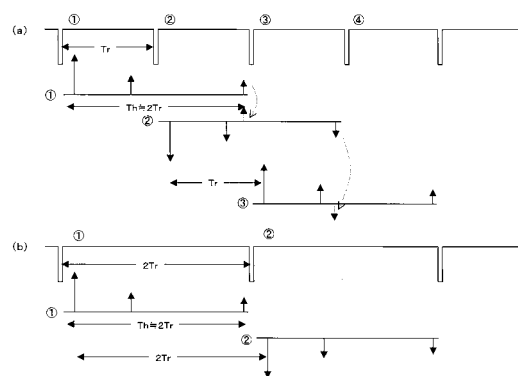 ① ② ③ ④
(a)
Tr
①
Th≒2Tr
②
Tr
③
① ②
(b)
2Tr
①
Th≒2Tr
②
2Tr